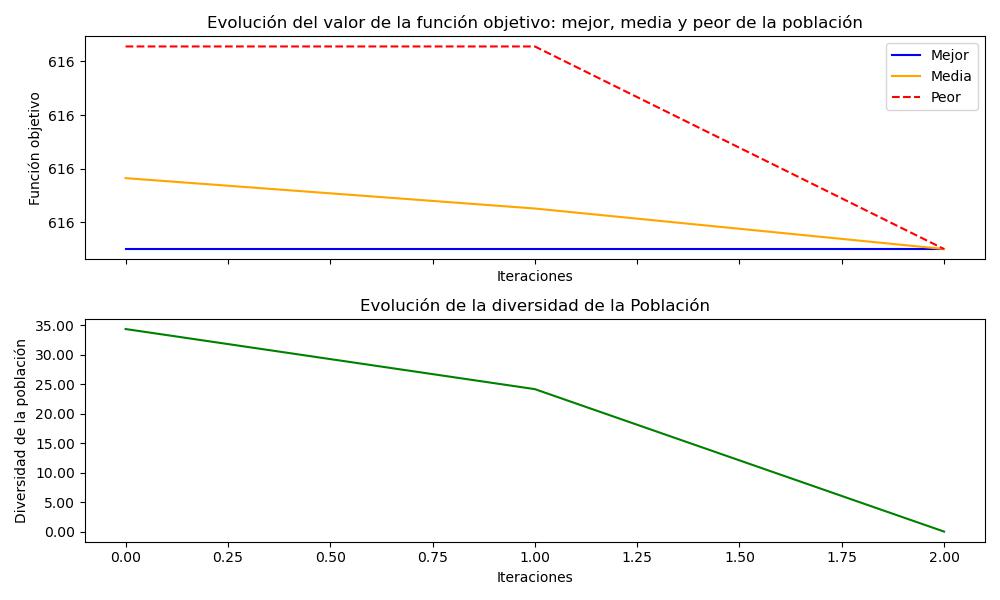 Evolución del valor de la función objetivo: mejor, media y peor de la población
Función objetivo
616
616
616
616
Mejor
Media
Peor
Iteraciones
Evolución de la diversidad de la Población
Diversidad de la población
35.00
30.00
25.00
20.00
15.00
10.00
5.00
0.00
0.00 0.25 0.50 0.75 1.00 1.25 1.50 1.75 2.00
Iteraciones